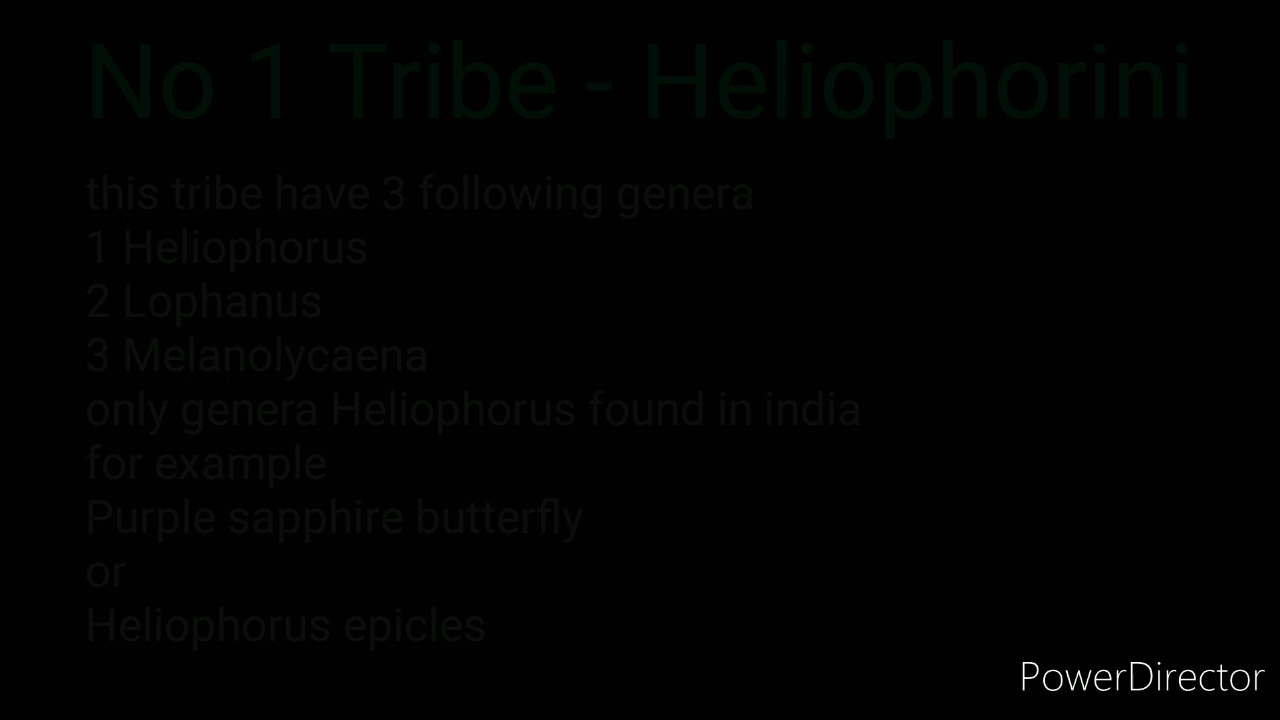 No 1 Tribe - Heliophorini
this tribe have 3 following genera
1 Heliophorus
2 Lophanus
3 Melanolycaena
only genera Heliophorus found in india
for example
Purple sapphire butterfly
or
Heliophorus epicles
PowerDirector